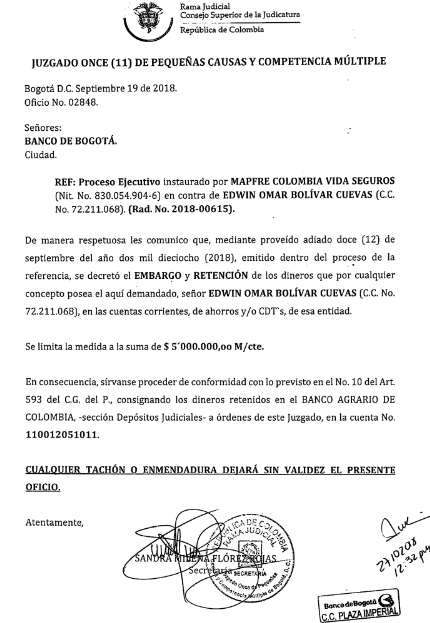 Rama Judicial
Consejo Superior de la Judicatura
República de Colombia
JUZGADO ONCE (11) DE PEQUEÑAS CAUSAS Y COMPETENCIA MÚLTIPLE
Bogotá D.C. Septiembre 19 de 2018.
Oficio No. 02848.
Señores:
BANCO DE BOGOTÁ.
Ciudad.
REF: Proceso Ejecutivo instaurado por MAPFRE COLOMBIA VIDA SEGUROS
(Nit. No. 830.054.904-6) en contra de EDWIN OMAR BOLÍVAR CUEVAS (C.C.
No. 72.211.068). (Rad. No. 2018-00615).
De manera respetuosa les comunico que, mediante proveído adiado doce (12) de
septiembre del año dos mil dieciocho (2018), emitido dentro del proceso de la
referencia, se decretó el EMBARGO y RETENCIÓN de los dineros que por cualquier
concepto posea el aquí demandado, señor EDWIN OMAR BOLÍVAR CUEVAS (C.C. No.
72.211.068), en las cuentas corrientes, de ahorros y/o CDT`s, de esa entidad.
Se limita la medida a la suma de $ 5´000.000,oo M/cte.
En consecuencia, sírvanse proceder de conformidad con lo previsto en el No. 10 del Art.
593 del C.G. del P., consignando los dineros retenidos en el BANCO AGRARIO DE
COLOMBIA, -sección Depósitos Judiciales- a órdenes de este Juzgado, en la cuenta No.
110012051011.
CUALQUIER TACHÓN O ENMENDADURA DEJARÁ SIN VALIDEZ EL PRESENTE
OFICIO.
Atentamente,
REPÚBLICA DE COLOMBIA
RAMA JUDICIAL
SANDRA MILENA FLÓREZ ROJAS
Secretaria
SECRETARIA
12:32 pm
Banco de Bogotá
C.C. PLAZA IMPERIAL